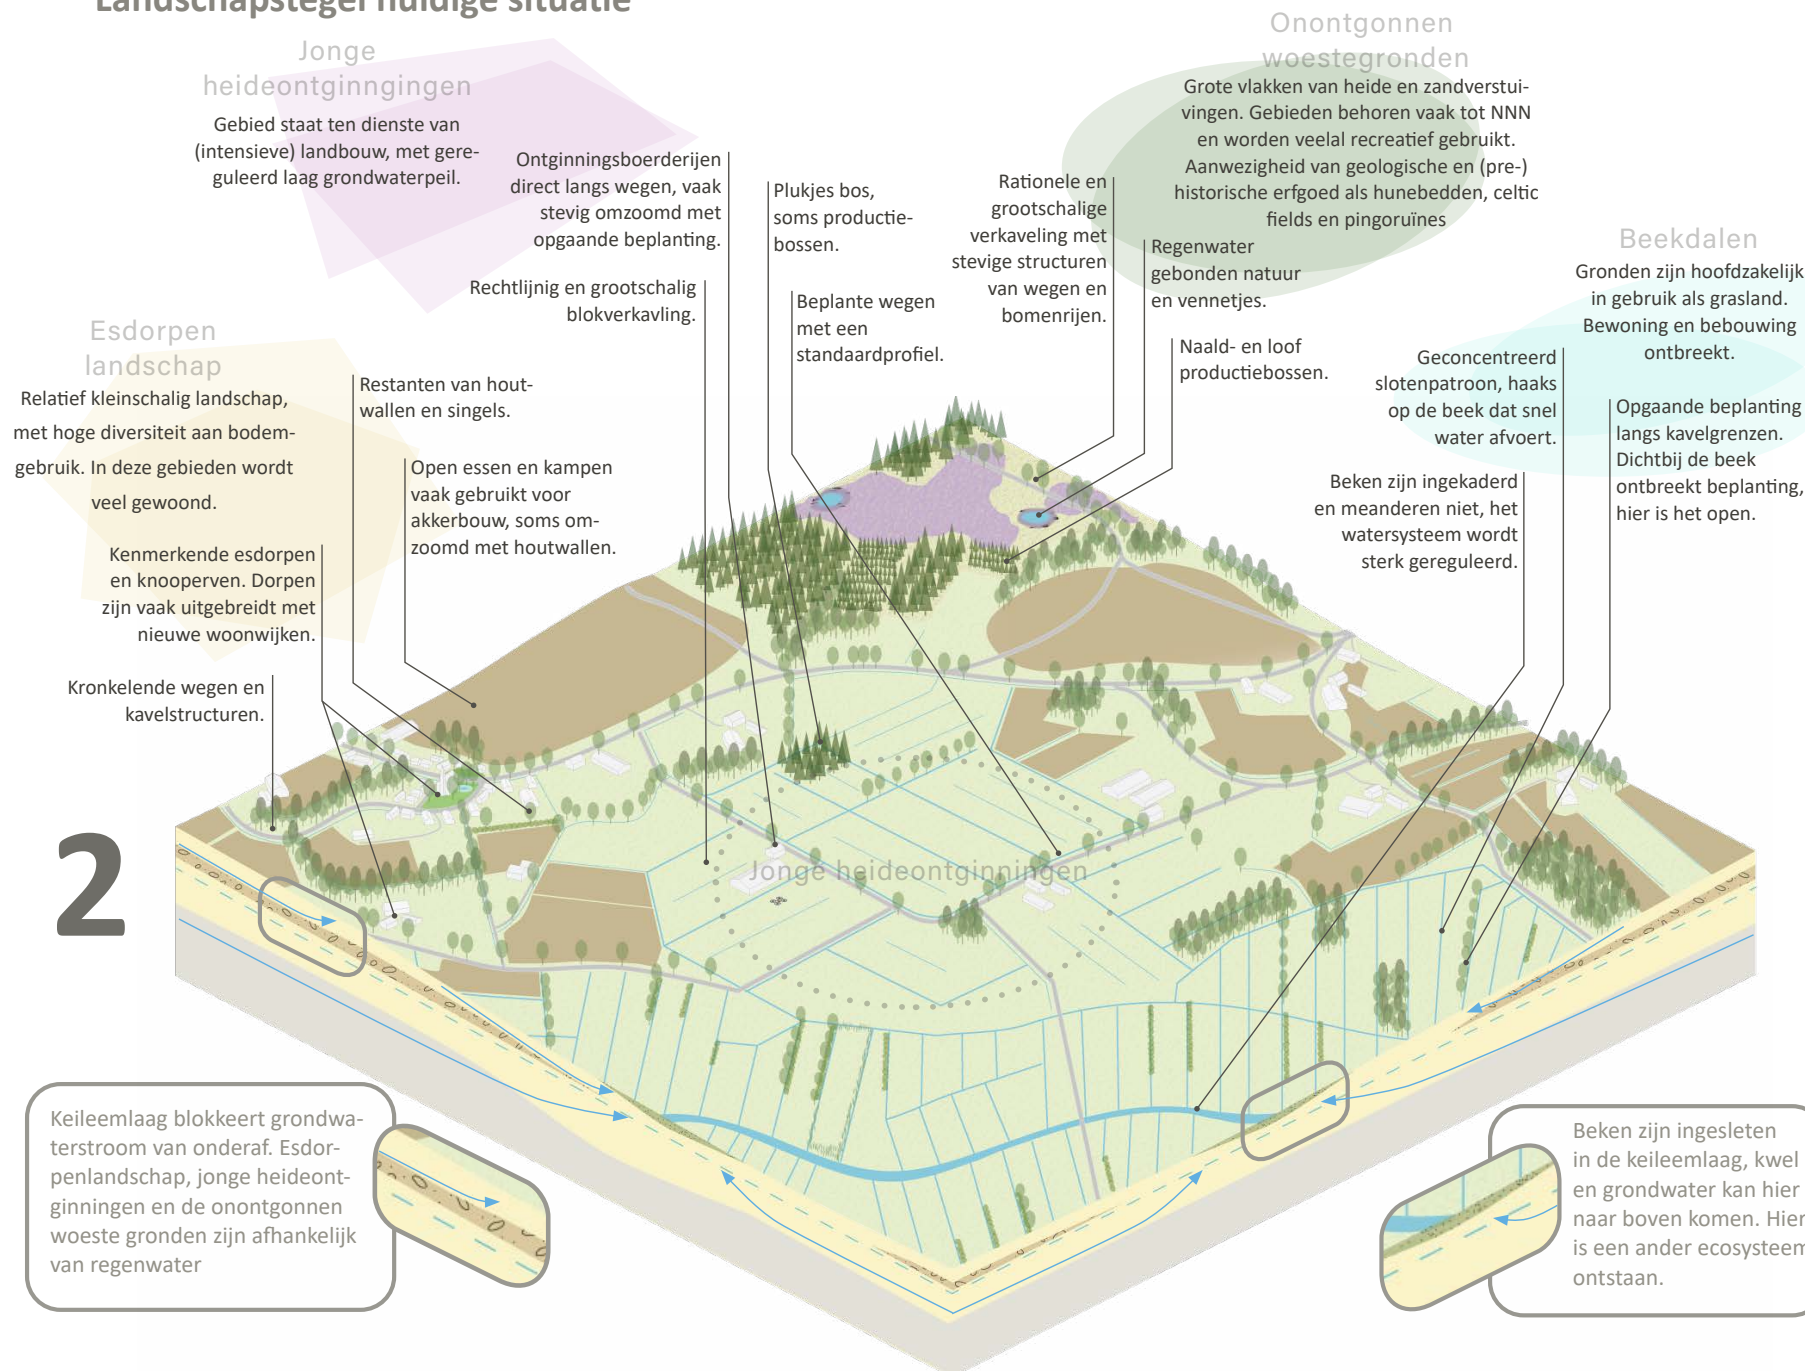 Landschapstegel huidige situatie
Jonge
heideontginngingen
Gebied staat ten dienste van
(intensieve) landbouw, met gere-
guleerd laag grondwaterpeil.
Ontginningsboerderijen
direct langs wegen, vaak
stevig omzoomd met
opgaande beplanting.
Rechtlijnig en grootschalig
blokverkavling.
Plukjes bos,
soms productie-
bossen.
Beplante wegen
met een
standaardprofiel.
Rationele en
grootschalige
verkaveling met
stevige structuren
van wegen en
bomenrijen.
Onontgonnen
woestegronden
Grote vlakken van heide en zandverstui-
vingen. Gebieden behoren vaak tot NNN
en worden veelal recreatief gebruikt.
Aanwezigheid van geologische en (pre-)
historische erfgoed als hunebedden, celtic
fields en pingoruïnes
Regenwater
gebonden natuur
en vennetjes.
Naald- en loof
productiebossen.
Beekdalen
Gronden zijn hoofdzakelijk
in gebruik als grasland.
Bewoning en bebouwing
ontbreekt.
Geconcentreerd
slotenpatroon, haaks
op de beek dat snel
water afvoert.
Opgaande beplanting
langs kavelgrenzen.
Dichtbij de beek
ontbreekt beplanting,
hier is het open.
Beken zijn ingekaderd
en meanderen niet, het
watersysteem wordt
sterk gereguleerd.
Esdorpen
landschap
Relatief kleinschalig landschap,
met hoge diversiteit aan bodem-
gebruik. In deze gebieden wordt
veel gewoond.
Restanten van hout-
wallen en singels.
Open essen en kampen
vaak gebruikt voor
akkerbouw, soms om-
zoomd met houtwallen.
Kenmerkende esdorpen
en knooperven. Dorpen
zijn vaak uitgebreidt met
nieuwe woonwijken.
Kronkelende wegen en
kavelstructuren.
2
Jonge heideontginningen
Keileemlaag blokkeert grondwa-
terstroom van onderaf. Esdor-
penlandschap, jonge heideont-
ginningen en de onontgonnen
woeste gronden zijn afhankelijk
van regenwater
Beken zijn ingesleten
in de keileemlaag, kwel
en grondwater kan hier
naar boven komen. Hier
is een ander ecosysteem
ontstaan.